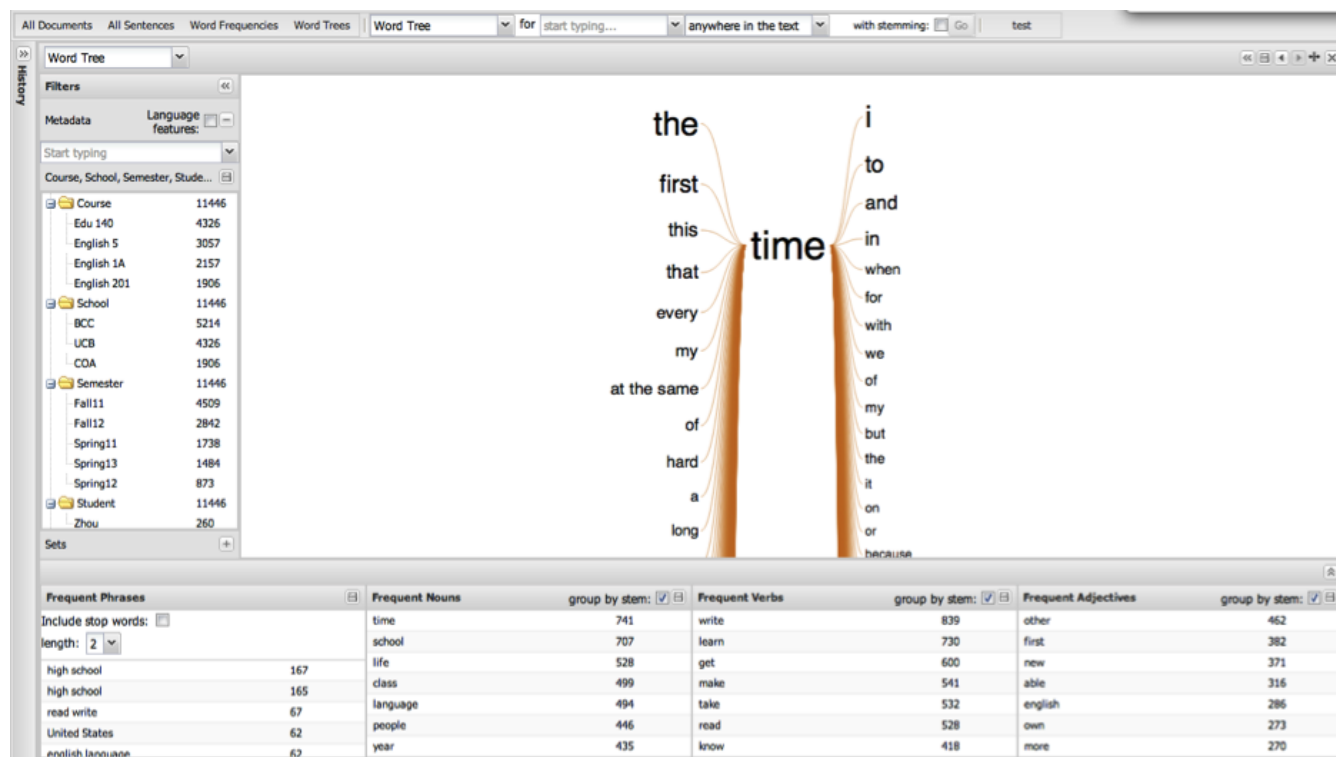 All Documents All Sentences Word Frequencies Word Trees Word Tree for start typing... anywhere in the text with stemming: Go test
History
Word Tree
Filters
Metadata Language features:
Start typing
Course, School, Semester, Stude...
Course 11446
Edu 140 4326
English 5 3057
English 1A 2157
English 201 1906
School 11446
BCC 5214
UCB 4326
COA 1906
Semester 11446
Fall11 4509
Fall12 2842
Spring11 1738
Spring13 1484
Spring12 873
Student 11446
Zhou 260
Sets
the
first
this
that
every
my
at the same
of
hard
a
long
time
i
to
and
in
when
for
with
we
of
my
but
the
it
on
or
because
Frequent Phrases
Include stop words:
length: 2
high school 167
high school 165
read write 67
United States 62
english language 62
Frequent Nouns group by stem:
time 741
school 707
life 528
class 499
language 494
people 446
year 435
Frequent Verbs group by stem:
write 839
learn 730
get 600
make 541
take 532
read 528
know 418
Frequent Adjectives group by stem:
other 462
first 382
new 371
able 316
english 286
own 273
more 270